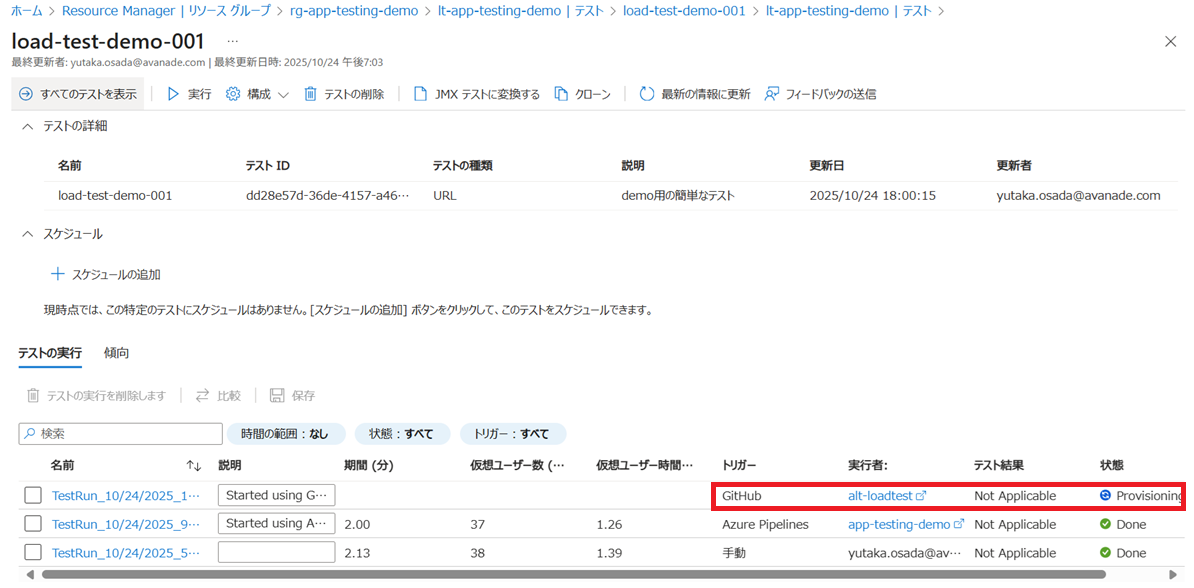 ホーム > Resource Manager | リソース グループ > rg-app-testing-demo > lt-app-testing-demo | テスト > load-test-demo-001 > lt-app-testing-demo | テスト >
load-test-demo-001 …
最終更新者: yutaka.osada@avanade.com | 最終更新日時: 2025/10/24 午後7:03
すべてのテストを表示 実行 構成 テストの削除 JMX テストに変換する クローン 最新の情報に更新 フィードバックの送信
テストの詳細
名前 テスト ID テストの種類 説明 更新日 更新者
load-test-demo-001 dd28e57d-36de-4157-a46… URL demo用の簡単なテスト 2025/10/24 18:00:15 yutaka.osada@avanade.com
スケジュール
スケジュールの追加
現時点では、この特定のテストにスケジュールはありません。[スケジュールの追加] ボタンをクリックして、このテストをスケジュールできます。
テストの実行 傾向
テストの実行を削除します 比較 保存
検索 時間の範囲 : なし 状態 : すべて トリガー : すべて
名前 ↑↓ 説明 期間 (分) 仮想ユーザー数 (… 仮想ユーザー時間… トリガー 実行者: テスト結果 状態
TestRun_10/24/2025_1… Started using G… GitHub alt-loadtest Not Applicable Provisioning
TestRun_10/24/2025_9… Started using A… 2.00 37 1.26 Azure Pipelines app-testing-demo Not Applicable Done
TestRun_10/24/2025_5… 2.13 38 1.39 手動 yutaka.osada@av… Not Applicable Done